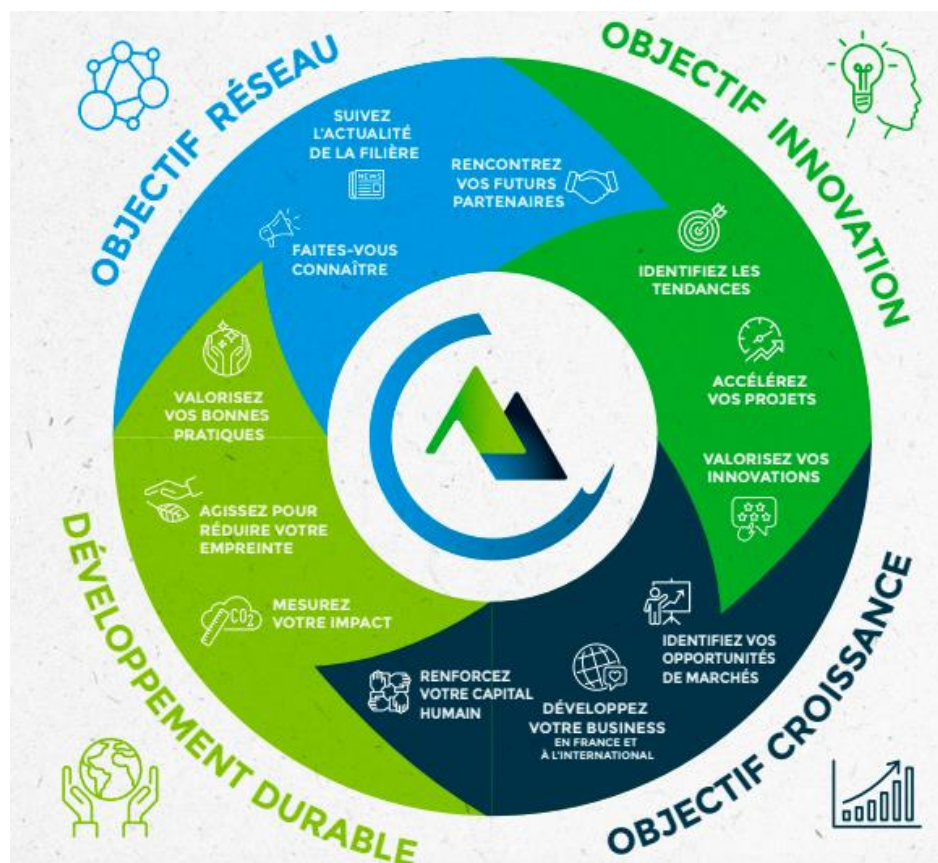 OBJECTIF RÉSEAU
SUIVEZ
L'ACTUALITÉ
DE LA FILIÈRE
NEWS
RENCONTREZ
VOS FUTURS
PARTENAIRES
FAITES-VOUS
CONNAÎTRE
OBJECTIF INNOVATION
IDENTIFIEZ LES
TENDANCES
ACCÉLÉREZ
VOS PROJETS
VALORISEZ VOS
INNOVATIONS
OBJECTIF CROISSANCE
IDENTIFIEZ VOS
OPPORTUNITÉS
DE MARCHÉS
DÉVELOPPEZ
VOTRE BUSINESS
EN FRANCE ET
À L'INTERNATIONAL
RENFORCEZ
VOTRE CAPITAL
HUMAIN
DÉVELOPPEMENT DURABLE
CO2
MESUREZ
VOTRE IMPACT
AGISSEZ POUR
RÉDUIRE VOTRE
EMPREINTE
VALORISEZ
VOS BONNES
PRATIQUES